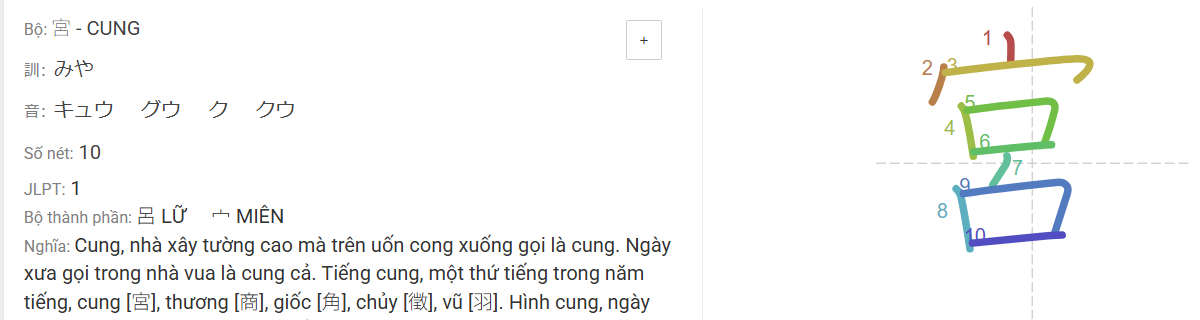 Bộ: 宮 - CUNG
+
訓: みや
音: キュウ グウ ク クウ
Số nét: 10
JLPT: 1
Bộ thành phần: 呂 LỮ 宀 MIÊN
Nghĩa: Cung, nhà xây tường cao mà trên uốn cong xuống gọi là cung. Ngày
xưa gọi trong nhà vua là cung cả. Tiếng cung, một thứ tiếng trong năm
tiếng, cung [宮], thương [商], giốc [角], chủy [徵], vũ [羽]. Hình cung, ngày
宮
1
2 3
5
4
6
7
9
8
10